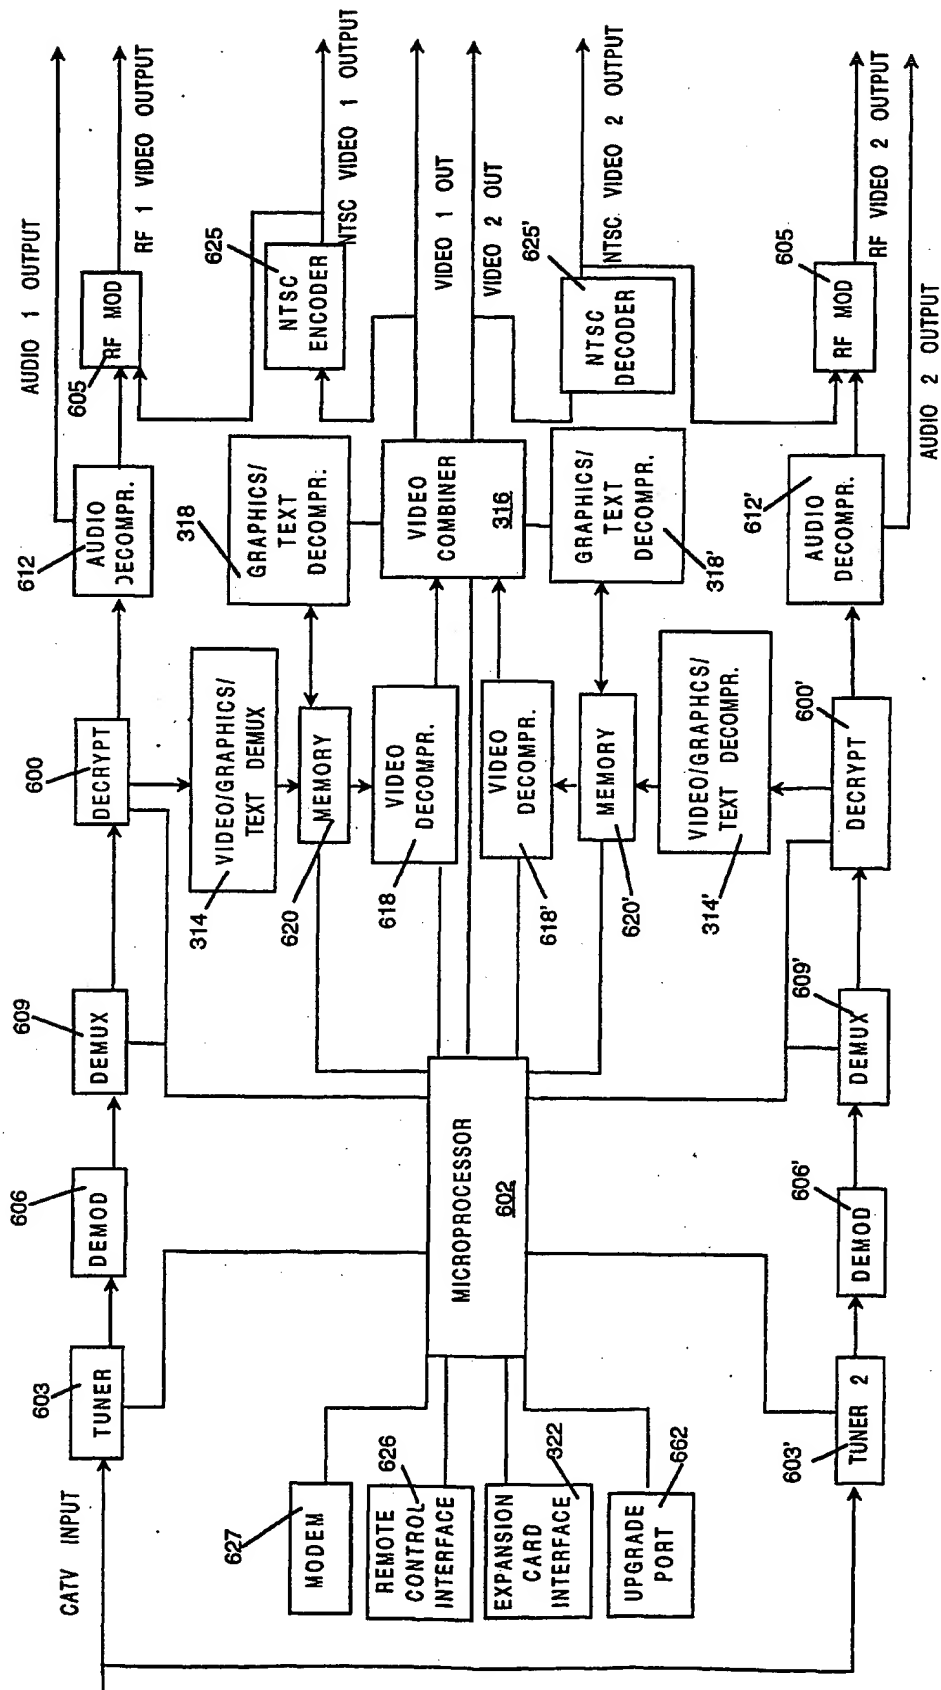 AUDIO 1 OUTPUT
RF 1 VIDEO OUTPUT
605
RF MOD
612
AUDIO
DECOMPR.
625
NTSC
ENCODER
NTSC VIDEO 1 OUTPUT
318
GRAPHICS/
TEXT
DECOMPR.
VIDEO 1 OUT
VIDEO 2 OUT
VIDEO
COMBINER
316
625'
NTSC
DECODER
NTSC VIDEO 2 OUTPUT
GRAPHICS/
TEXT
DECOMPR.
318'
605
RF MOD
RF VIDEO 2 OUTPUT
612'
AUDIO
DECOMPR.
AUDIO 2 OUTPUT
600
DECRYPT
314
VIDEO/GRAPHICS/
TEXT DEMUX
620
MEMORY
618
VIDEO
DECOMPR.
618'
VIDEO
DECOMPR.
620'
MEMORY
314'
VIDEO/GRAPHCS/
TEXT DECOMPR.
600'
DECRYPT
609
DEMUX
609'
DEMUX
606
DEMOD
606'
DEMOD
MICROPROCESSOR
602
603
TUNER
603'
TUNER 2
CATV INPUT
627
MODEM
626
REMOTE
CONTROL
INTERFACE
322
EXPANSION
CARD
INTERFACE
662
UPGRADE
PORT